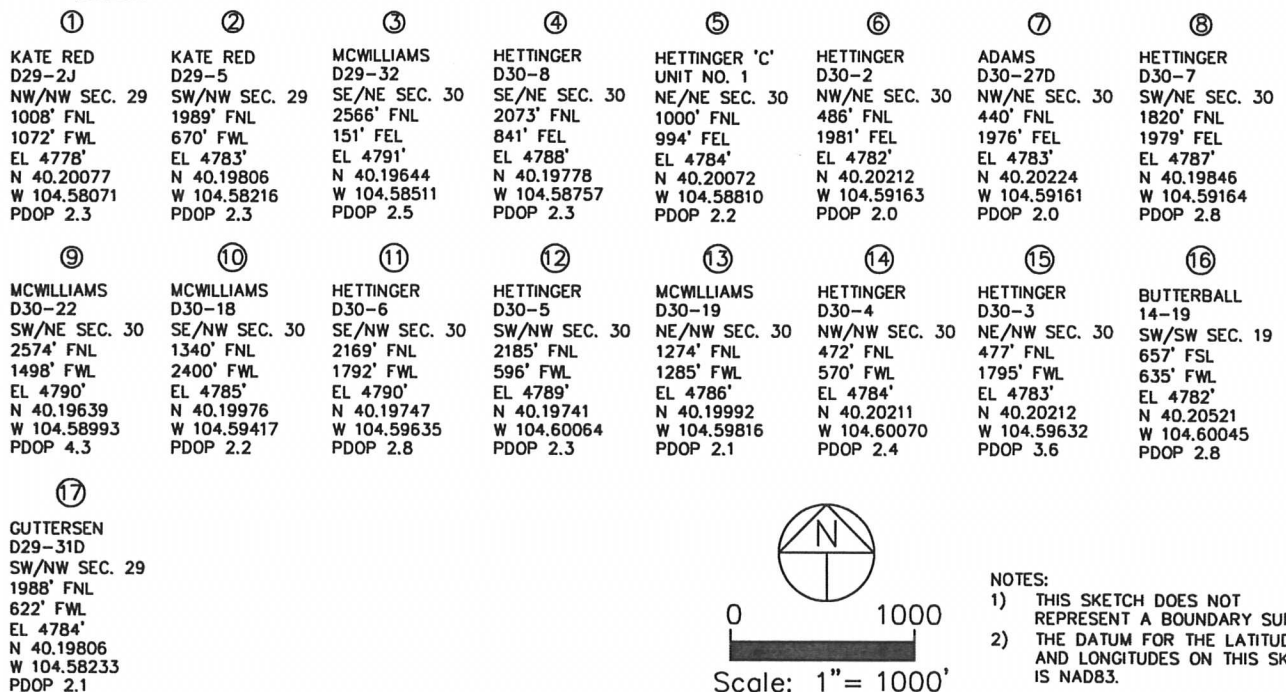 ①
KATE RED
D29-2J
NW/NW SEC. 29
1008' FNL
1072' FWL
EL 4778'
N 40.20077
W 104.58071
PDOP 2.3
②
KATE RED
D29-5
SW/NW SEC. 29
1989' FNL
670' FWL
EL 4783'
N 40.19806
W 104.58216
PDOP 2.3
③
MCWILLIAMS
D29-32
SE/NE SEC. 30
2566' FNL
151' FEL
EL 4791'
N 40.19644
W 104.58511
PDOP 2.5
④
HETTINGER
D30-8
SE/NE SEC. 30
2073' FNL
841' FEL
EL 4788'
N 40.19778
W 104.58757
PDOP 2.3
⑤
HETTINGER 'C'
UNIT NO. 1
NE/NE SEC. 30
1000' FNL
994' FEL
EL 4784'
N 40.20072
W 104.58810
PDOP 2.2
⑥
HETTINGER
D30-2
NW/NE SEC. 30
486' FNL
1981' FEL
EL 4782'
N 40.20212
W 104.59163
PDOP 2.0
⑦
ADAMS
D30-27D
NW/NE SEC. 30
440' FNL
1976' FEL
EL 4783'
N 40.20224
W 104.59161
PDOP 2.0
⑧
HETTINGER
D30-7
SW/NE SEC. 30
1820' FNL
1979' FEL
EL 4787'
N 40.19846
W 104.59164
PDOP 2.8
⑨
MCWILLIAMS
D30-22
SW/NE SEC. 30
2574' FNL
1498' FWL
EL 4790'
N 40.19639
W 104.58993
PDOP 4.3
⑩
MCWILLIAMS
D30-18
SE/NW SEC. 30
1340' FNL
2400' FWL
EL 4785'
N 40.19976
W 104.59417
PDOP 2.2
⑪
HETTINGER
D30-6
SE/NW SEC. 30
2169' FNL
1792' FWL
EL 4790'
N 40.19747
W 104.59635
PDOP 2.8
⑫
HETTINGER
D30-5
SW/NW SEC. 30
2185' FNL
596' FWL
EL 4789'
N 40.19741
W 104.60064
PDOP 2.3
⑬
MCWILLIAMS
D30-19
NE/NW SEC. 30
1274' FNL
1285' FWL
EL 4786'
N 40.19992
W 104.59816
PDOP 2.1
⑭
HETTINGER
D30-4
NW/NW SEC. 30
472' FNL
570' FWL
EL 4784'
N 40.20211
W 104.60070
PDOP 2.4
⑮
HETTINGER
D30-3
NE/NW SEC. 30
477' FNL
1795' FWL
EL 4783'
N 40.20212
W 104.59632
PDOP 3.6
⑯
BUTTERBALL
14-19
SW/SW SEC. 19
657' FSL
635' FWL
EL 4782'
N 40.20521
W 104.60045
PDOP 2.8
⑰
GUTTERSEN
D29-31D
SW/NW SEC. 29
1988' FNL
622' FWL
EL 4784'
N 40.19806
W 104.58233
PDOP 2.1
N
0 1000
Scale: 1"= 1000'
NOTES:
1) THIS SKETCH DOES NOT
REPRESENT A BOUNDARY
2) THE DATUM FOR THE
AND LONGITUDES ON THIS
IS NAD83.